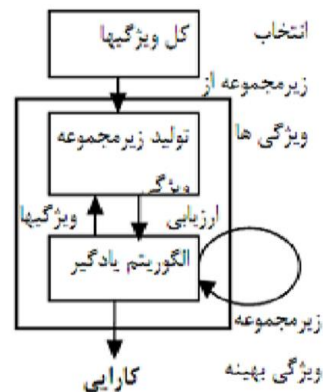 انتخاب
کل ویژگیها
زیرمجموعه از
ویژگی ها
تولید زیرمجموعه
ویژگی
ارزیابی
ویژگیها
الگوریتم یادگیر
زیرمجموعه
ویژگی بهینه
کارایی